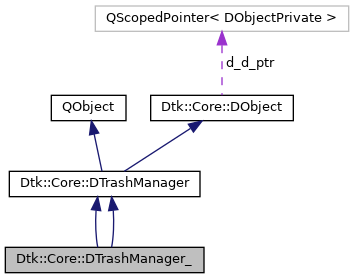 QScopedPointer< DObjectPrivate >
d_d_ptr
QObject
Dtk::Core::DObject
Dtk::Core::DTrashManager
Dtk::Core::DTrashManager_